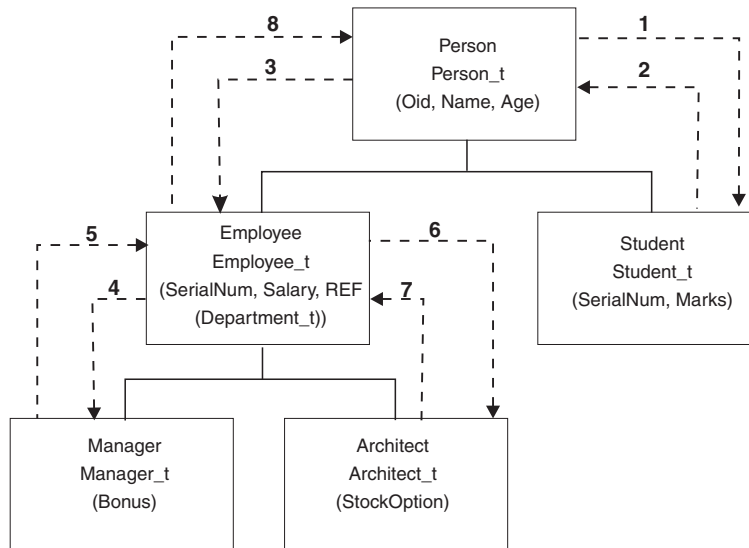 8
1
Person
3
2
Person_t
(Oid, Name, Age)
5
Employee
6
Student
Employee_t
Student_t
4
(SerialNum, Salary, REF
7
(SerialNum, Marks)
(Department_t))
Manager
Architect
Manager_t
Architect_t
(Bonus)
(StockOption)